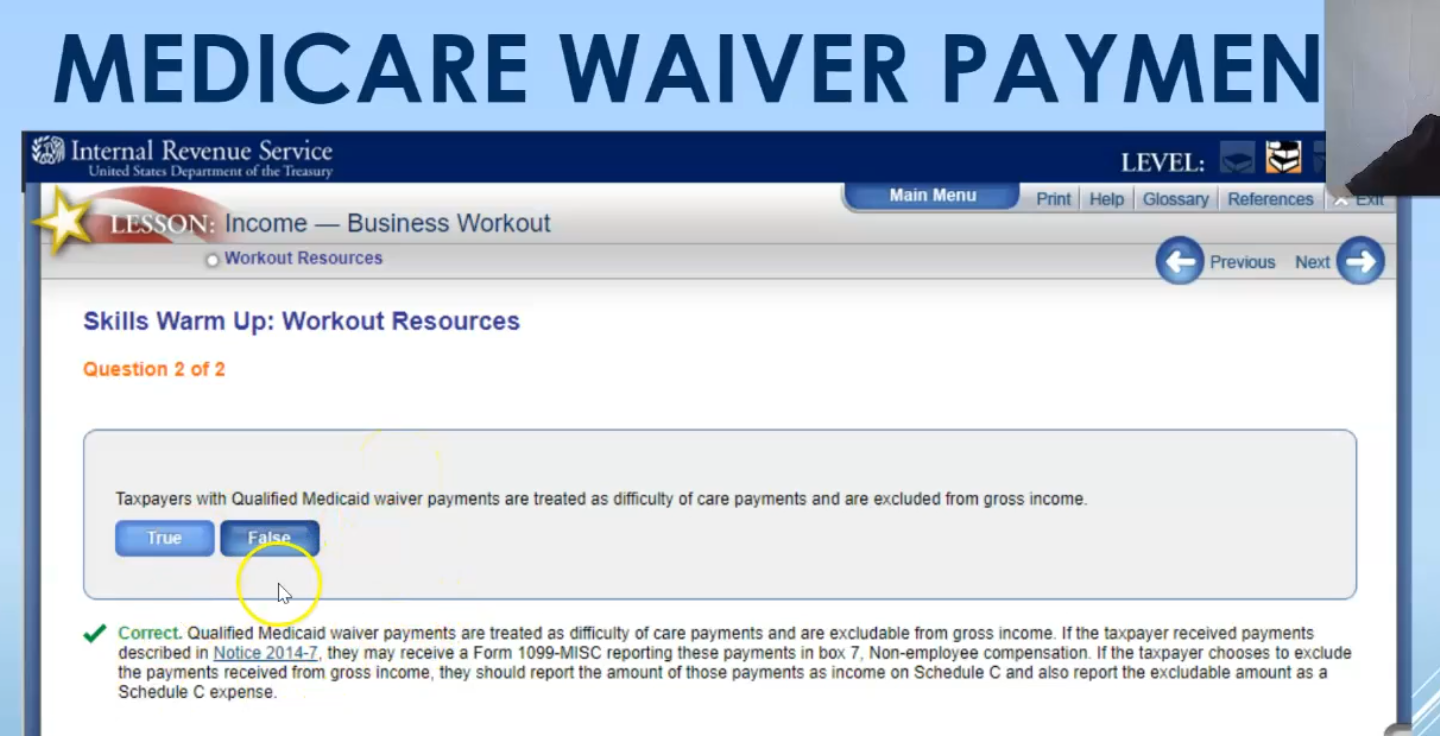 MEDICARE WAIVER PAYMEN
Internal Revenue Service
United States Department of the Treasury
LEVEL:
Main Menu
Print
Help
Glossary
References
Exit
LESSON: Income — Business Workout
Workout Resources
Previous
Next
Skills Warm Up: Workout Resources
Question 2 of 2
Taxpayers with Qualified Medicaid waiver payments are treated as difficulty of care payments and are excluded from gross income.
True
False
Correct. Qualified Medicaid waiver payments are treated as difficulty of care payments and are excludable from gross income. If the taxpayer received payments
described in Notice 2014-7, they may receive a Form 1099-MISC reporting these payments in box 7, Non-employee compensation. If the taxpayer chooses to exclude
the payments received from gross income, they should report the amount of those payments as income on Schedule C and also report the excludable amount as a
Schedule C expense.